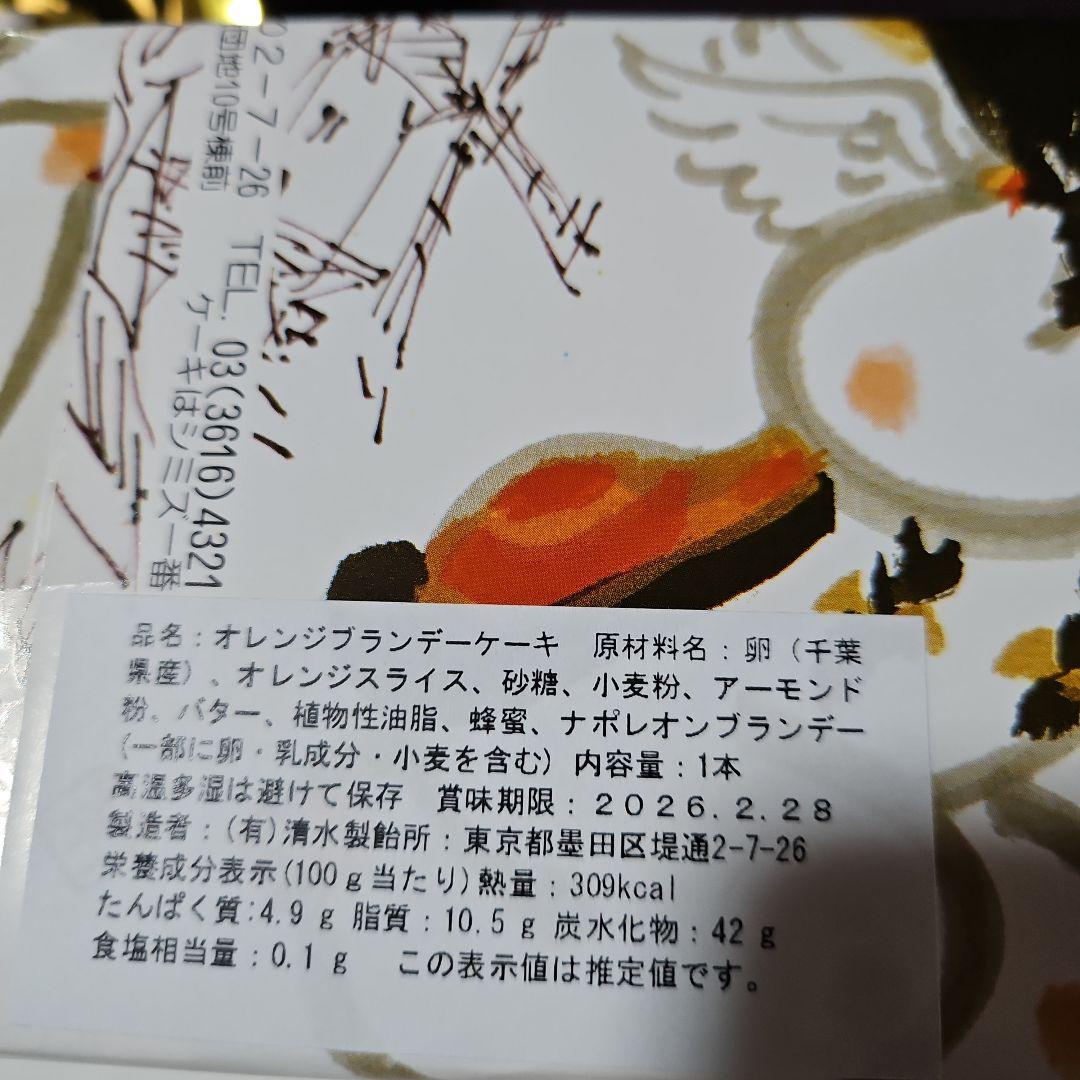 02-7-26 TEL. 03(3616)4321
団地10号棟前 ケーキはシミズ一番
品名:オレンジブランデーケーキ 原材料名:卵(千葉
県産)、オレンジスライス、砂糖、小麦粉、アーモンド
粉、バター、植物性油脂、蜂蜜、ナポレオンブランデー
(一部に卵・乳成分・小麦を含む)内容量:1本
高温多湿は避けて保存 賞味期限:2026.2.28
製造者:(有)清水製飴所:東京都墨田区堤通2-7-26
栄養成分表示(100g当たり)熱量:309kcal
たんぱく質:4.9g 脂質:10.5g 炭水化物:42g
食塩相当量:0.1g この表示値は推定値です。